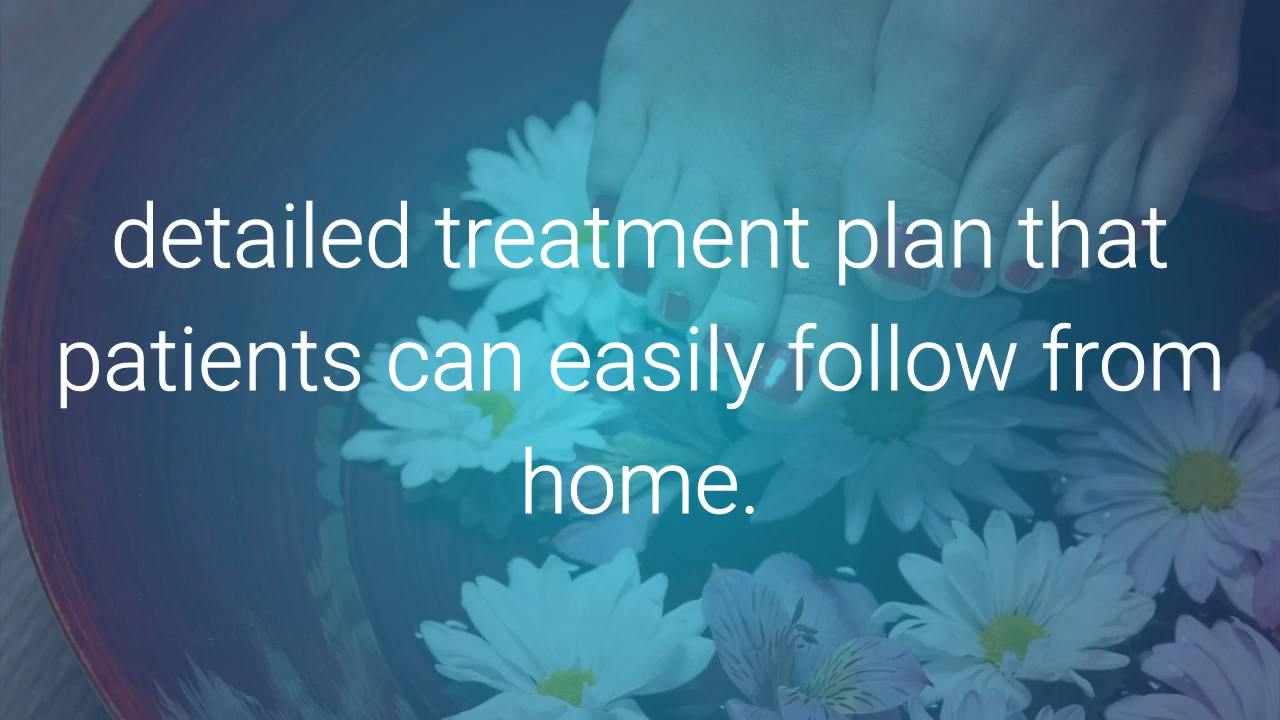 detailed treatment plan that
patients can easily follow from
home.